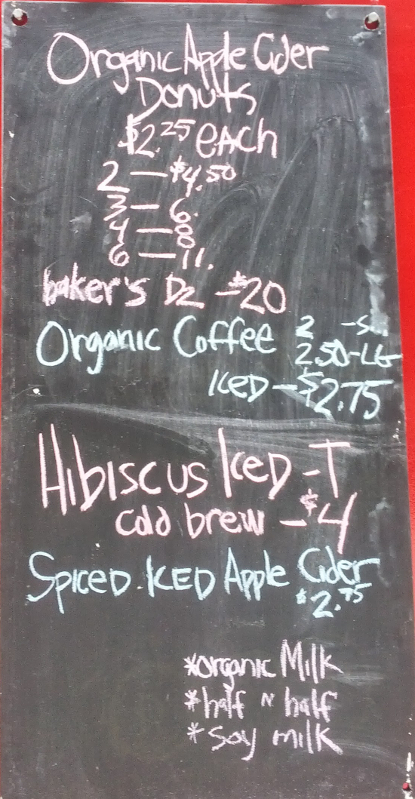 Organic Apple Cider
Donuts
$2.25 each
2 — $4.50
3 — 6.
4 — 8
6 — 11.
baker's Dz — $20
Organic Coffee 2 - S.
2.50 - LG
Iced — $2.75
Hibiscus Iced - T
cold brew — $4
Spiced Iced Apple Cider
$2.75
*organic Milk
*half N half
*soy milk